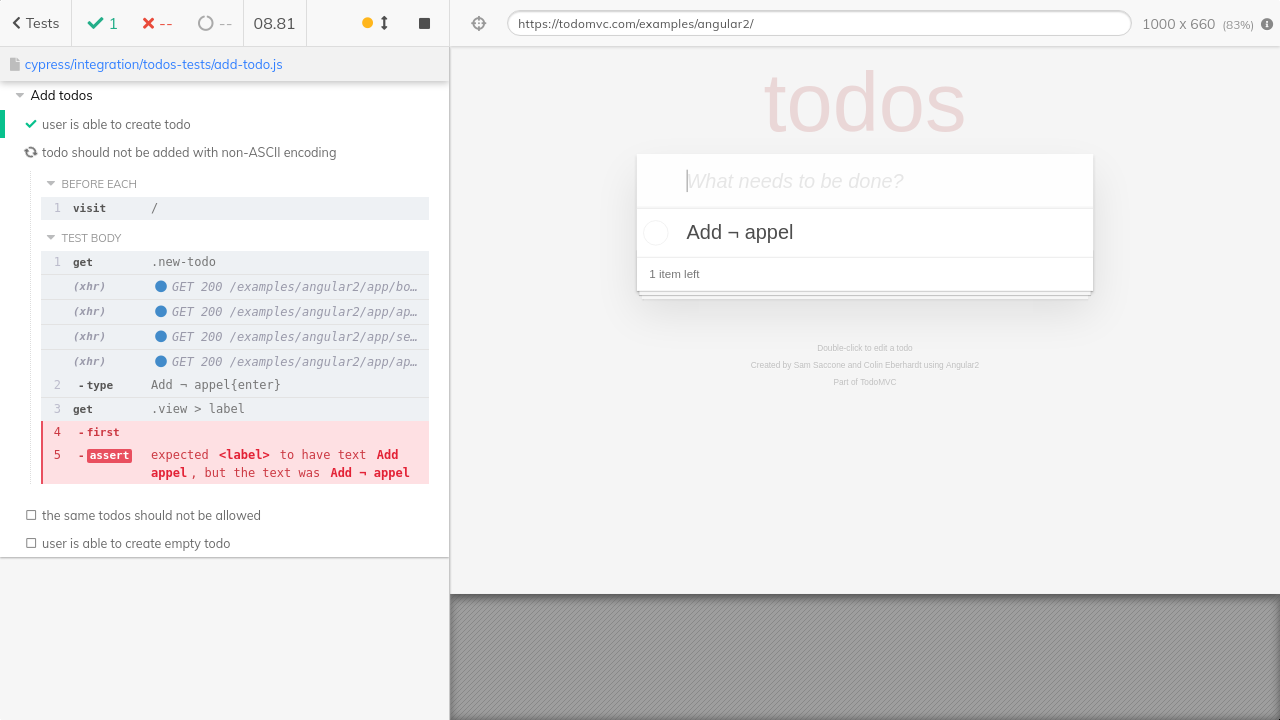 Tests
1
--
--
08.81
https://todomvc.com/examples/angular2/
1000 x 660 (83%)
cypress/integration/todos-tests/add-todo.js
Add todos
user is able to create todo
todo should not be added with non-ASCII encoding
BEFORE EACH
1 visit /
TEST BODY
1 get .new-todo
(xhr) GET 200 /examples/angular2/app/bo…
(xhr) GET 200 /examples/angular2/app/ap…
(xhr) GET 200 /examples/angular2/app/se…
(xhr) GET 200 /examples/angular2/app/ap…
2 -type Add ¬ appel{enter}
3 get .view > label
4 -first
5 -assert expected <label> to have text Add
appel, but the text was Add ¬ appel
the same todos should not be allowed
user is able to create empty todo
todos
What needs to be done?
Add ¬ appel
1 item left
Double-click to edit a todo
Created by Sam Saccone and Colin Eberhardt using Angular2
Part of TodoMVC